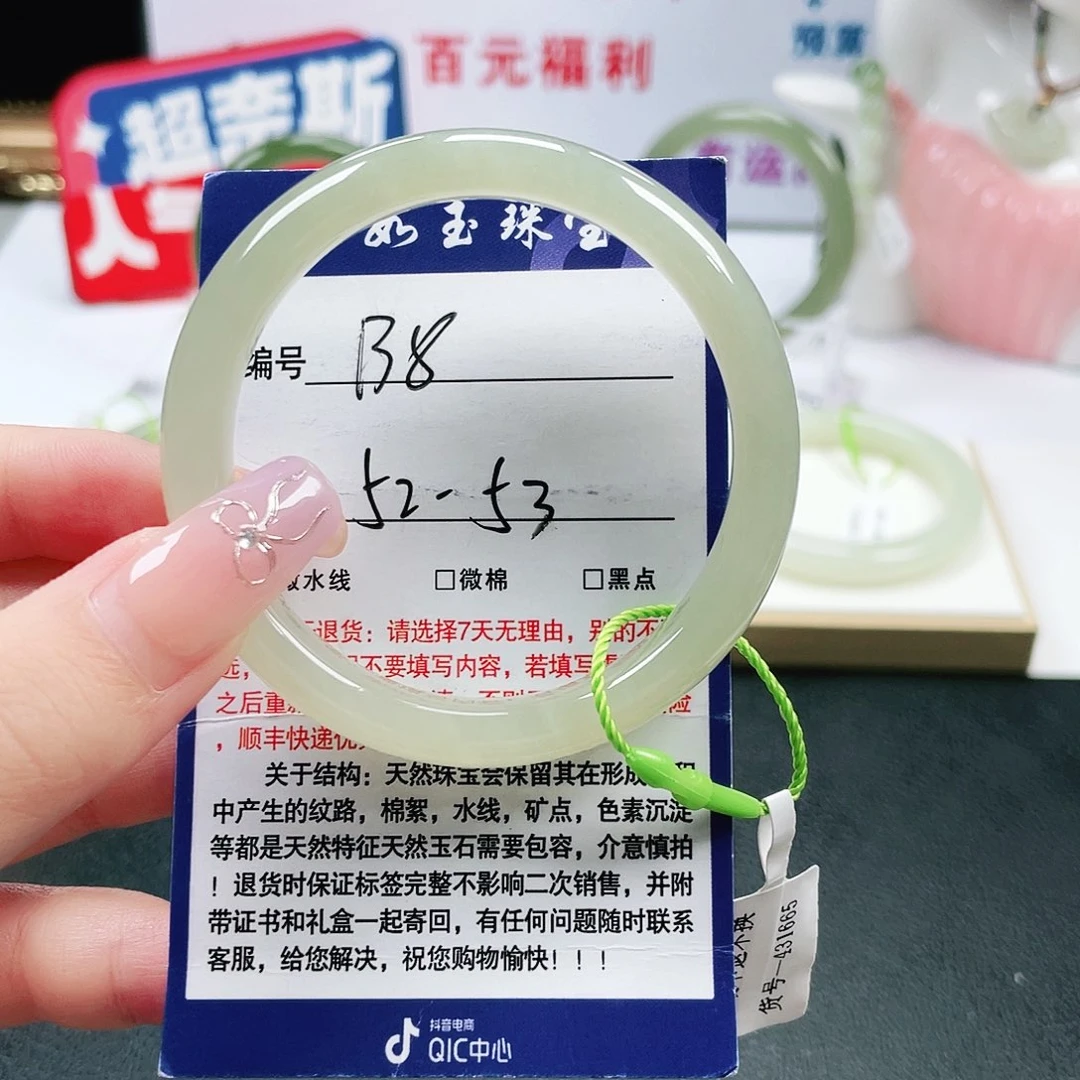 百元福利
超奈斯
如玉珠宝
编号 B8
52-53
水线 □微棉 □黑点
退货：请选择7天无理由，别的不
不要填写内容，若填写
之后重
，顺丰快递优
关于结构：天然珠宝会保留其在形成 程
中产生的纹路，棉絮，水线，矿点，色素沉淀
等都是天然特征天然玉石需要包容，介意慎拍
！退货时保证标签完整不影响二次销售，并附
带证书和礼盒一起寄回，有任何问题随时联系
客服，给您解决，祝您购物愉快！！！
抖音电商
QIC中心
货号—431665